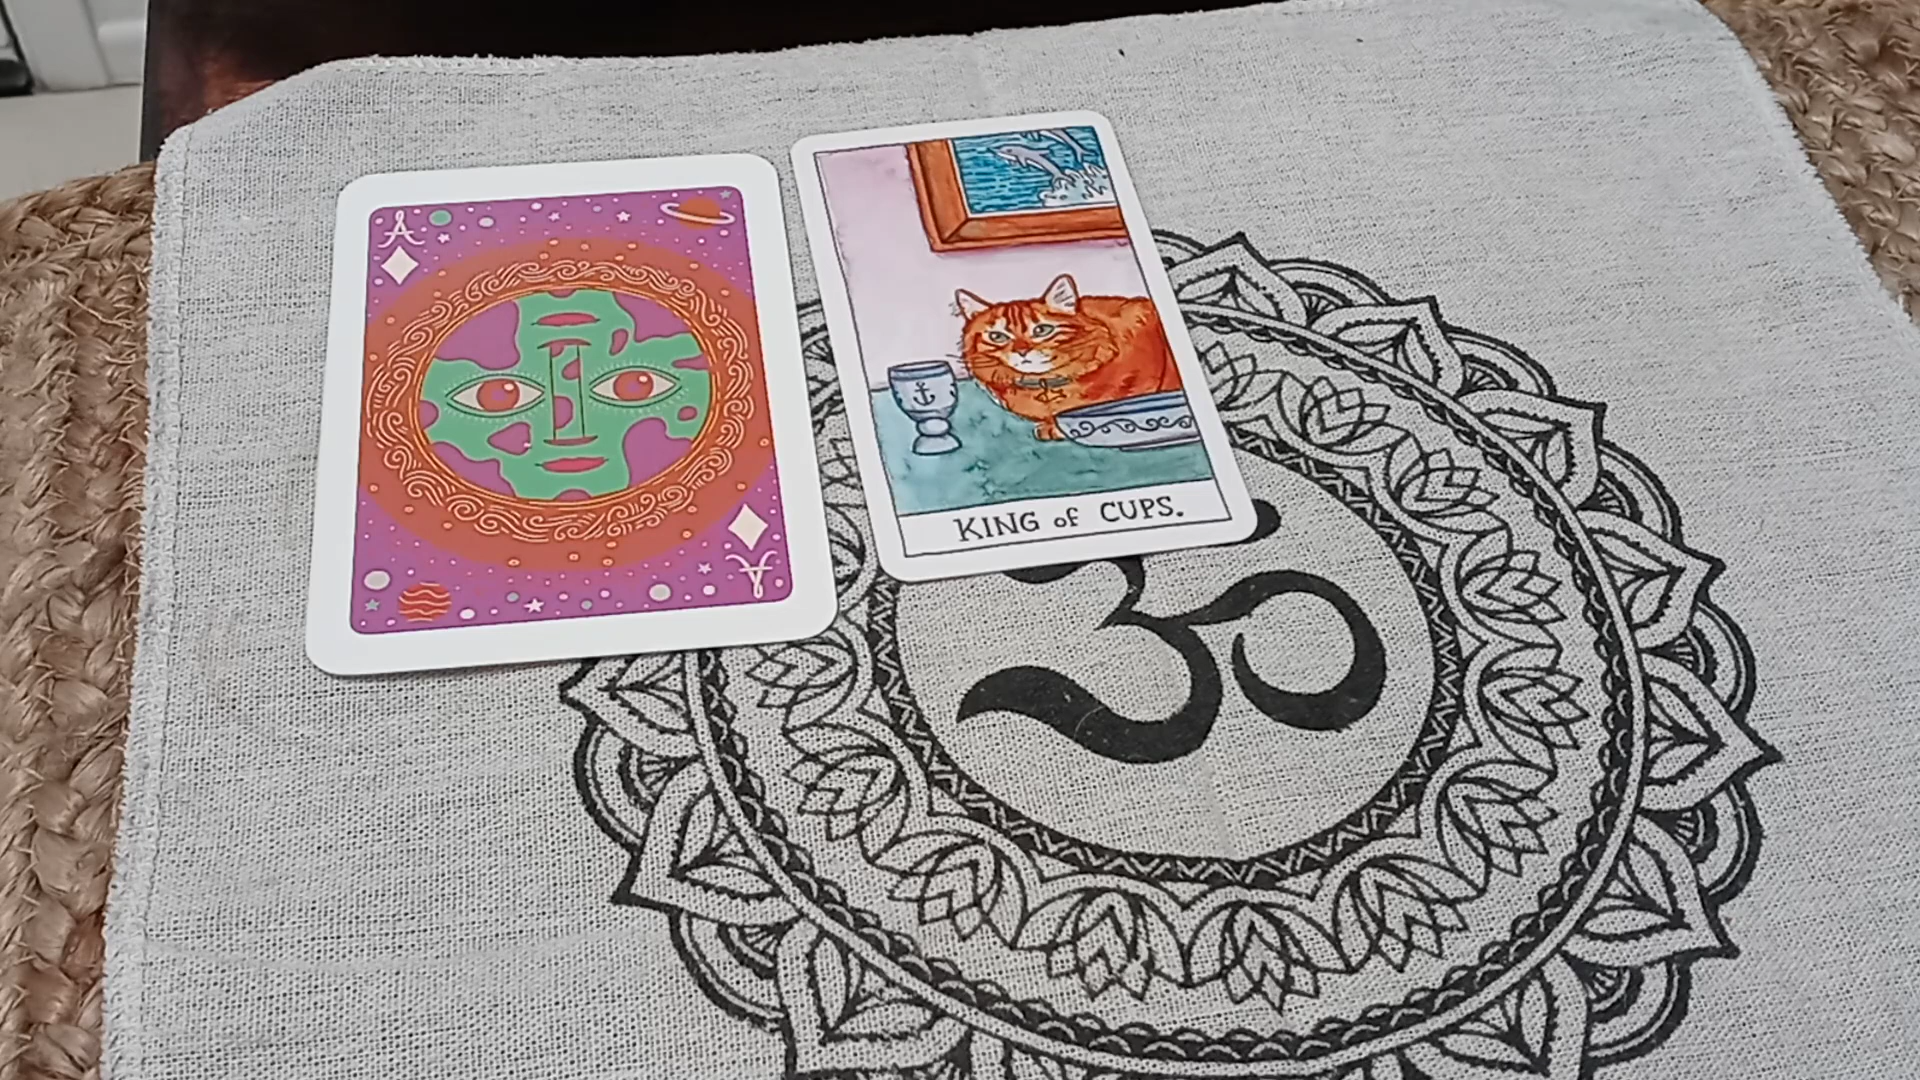 A
KING of CUPS.
ॐ
A